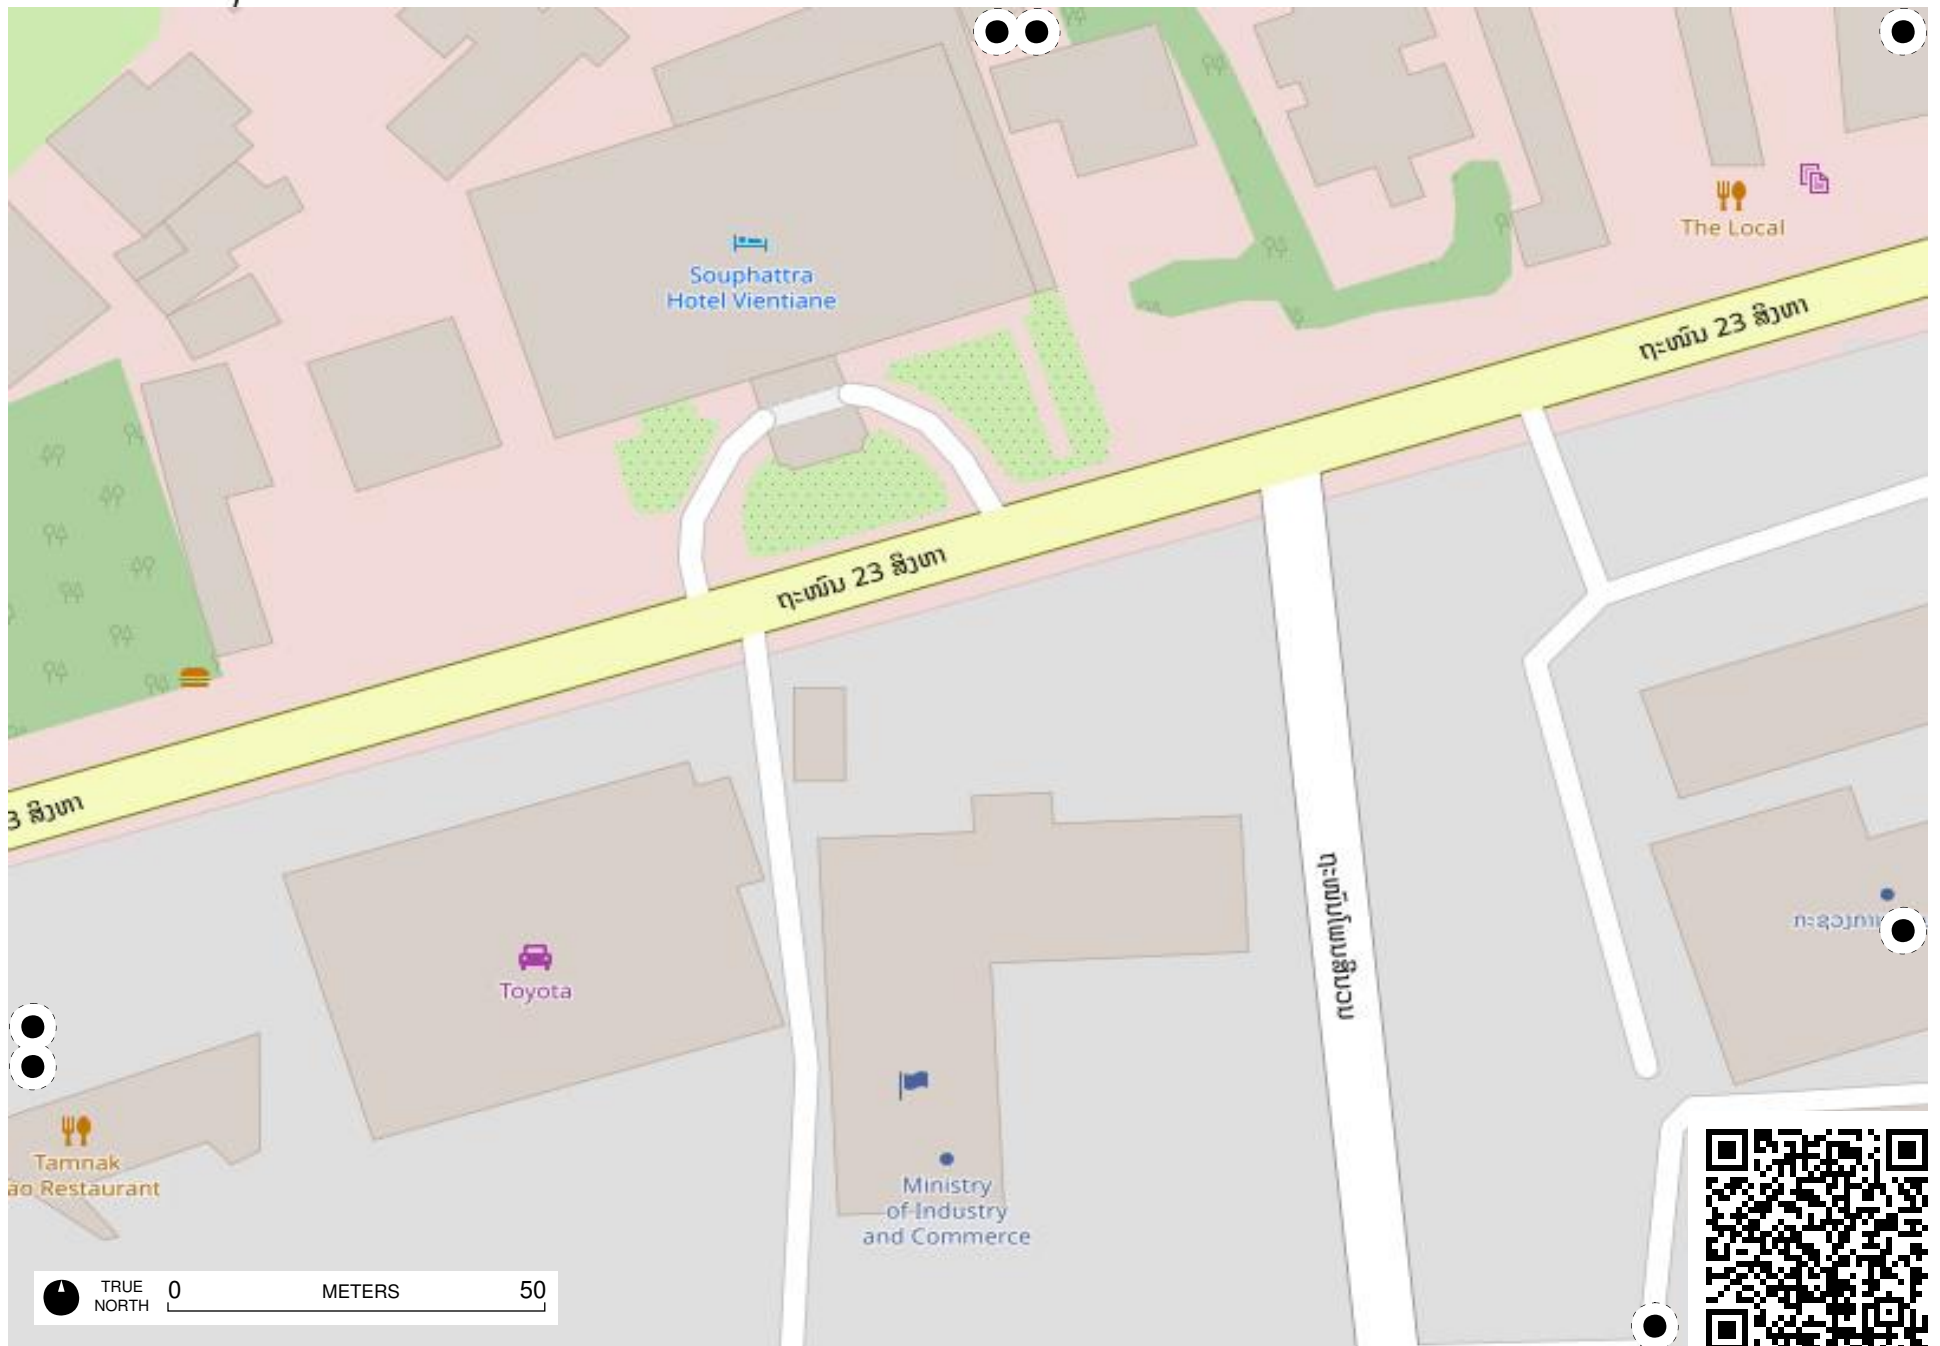 Souphattra
Hotel Vientiane
The Local
ຖະໜົນ 23 ສິງຫາ
ຖະໜົນ 23 ສິງຫາ
3 ສິງຫາ
Toyota
Tamnak
ao Restaurant
Ministry
of Industry
and Commerce
TRUE
NORTH
0
METERS
50